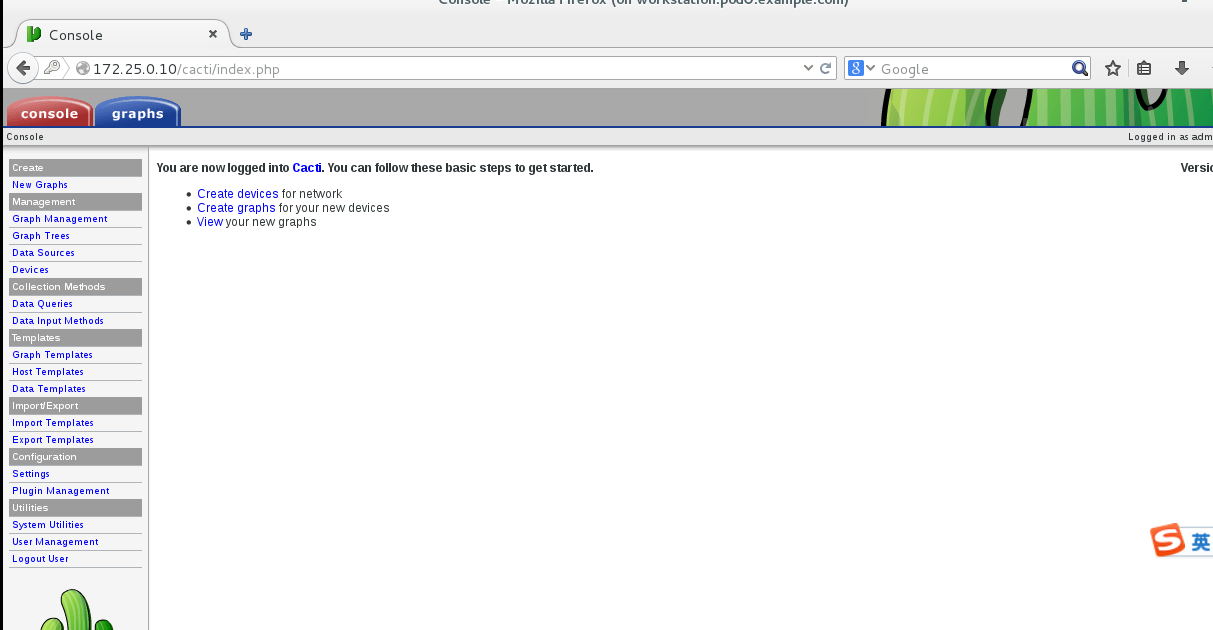 Console - Mozilla Firefox (on workstation.pod0.example.com)
Console
172.25.0.10/cacti/index.php
8 Google
console graphs
Console Logged in as adm
Create
New Graphs
Management
Graph Management
Graph Trees
Data Sources
Devices
Collection Methods
Data Queries
Data Input Methods
Templates
Graph Templates
Host Templates
Data Templates
Import/Export
Import Templates
Export Templates
Configuration
Settings
Plugin Management
Utilities
System Utilities
User Management
Logout User
You are now logged into Cacti. You can follow these basic steps to get started. Versio
Create devices for network
Create graphs for your new devices
View your new graphs
S 英